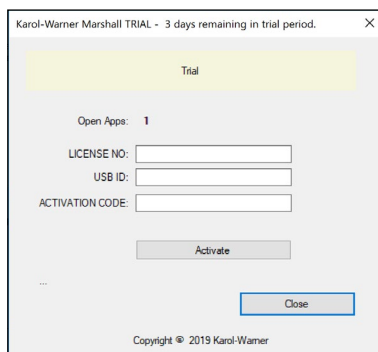 Karol-Warner Marshall TRIAL - 3 days remaining in trial period.
Trial
Open Apps: 1
LICENSE NO:
USB ID:
ACTIVATION CODE:
Activate
...
Close
Copyright © 2019 Karol-Warner